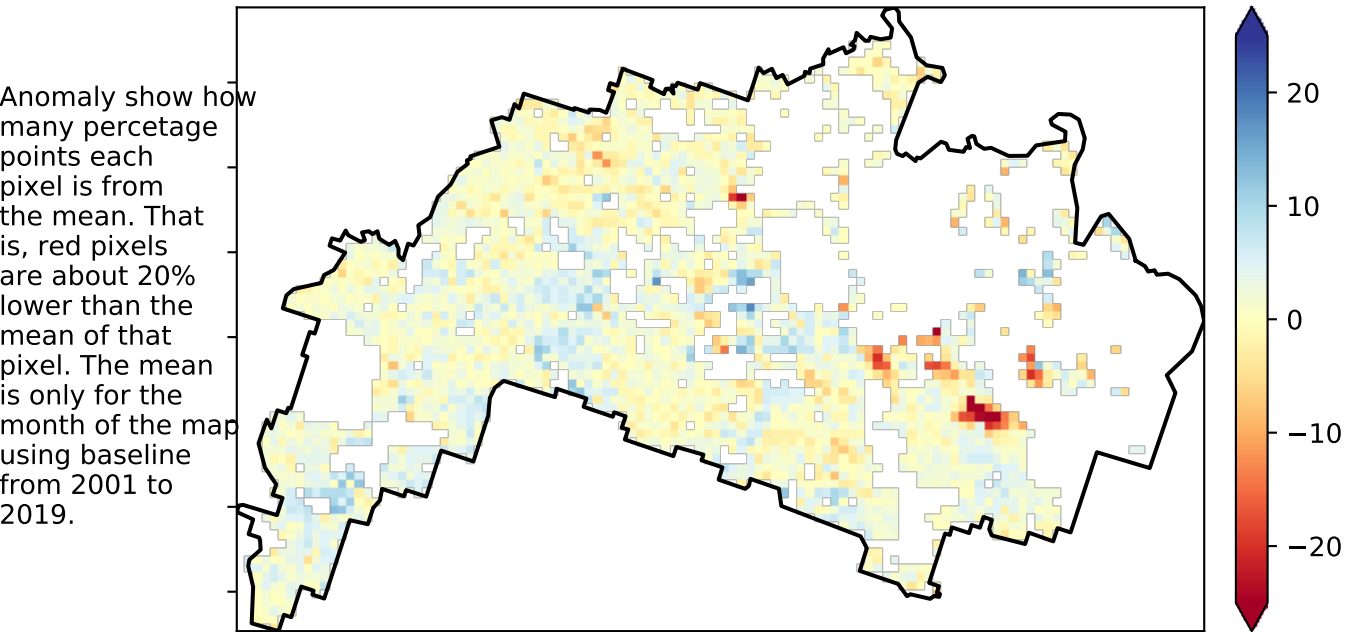 Anomaly show how
many percetage
points each
pixel is from
the mean. That
is, red pixels
are about 20%
lower than the
mean of that
pixel. The mean
is only for the
month of the map
using baseline
from 2001 to
2019.
20
10
0
−10
−20